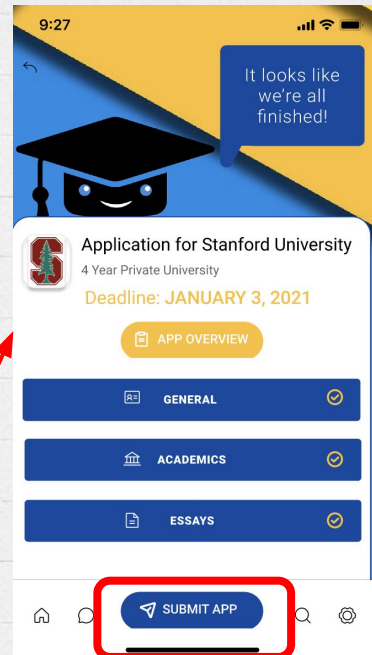 9:27
It looks like
we're all
finished!
S
Application for Stanford University
4 Year Private University
Deadline: JANUARY 3, 2021
APP OVERVIEW
GENERAL
ACADEMICS
ESSAYS
SUBMIT APP